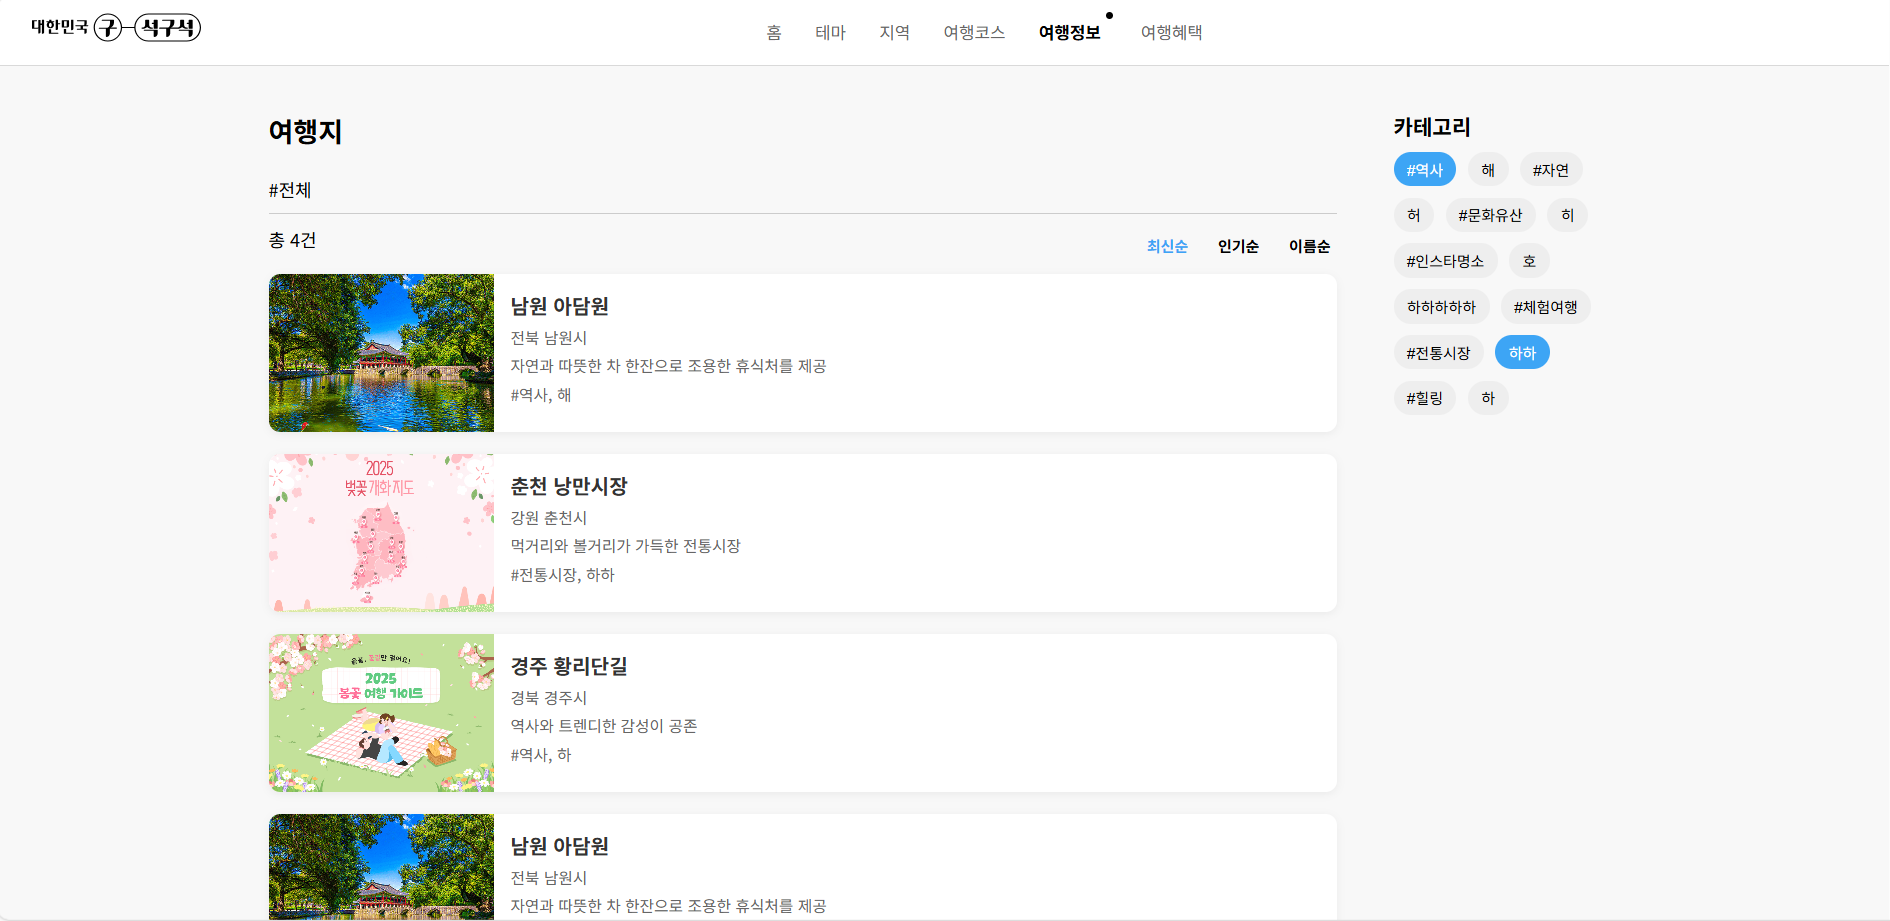 대한민국 구석구석
홈 테마 지역 여행코스 여행정보 여행혜택
여행지
#전체
총 4건
최신순 인기순 이름순
남원 아담원
전북 남원시
자연과 따뜻한 차 한잔으로 조용한 휴식처를 제공
#역사, 해
2025
벚꽃 개화 지도
춘천 낭만시장
강원 춘천시
먹거리와 볼거리가 가득한 전통시장
#전통시장, 하하
2025
봄꽃 여행 가이드
경주 황리단길
경북 경주시
역사와 트렌디한 감성이 공존
#역사, 하
남원 아담원
전북 남원시
자연과 따뜻한 차 한잔으로 조용한 휴식처를 제공
카테고리
#역사 해 #자연
허 #문화유산 히
#인스타명소 호
하하하하하 #체험여행
#전통시장 하하
#힐링 하